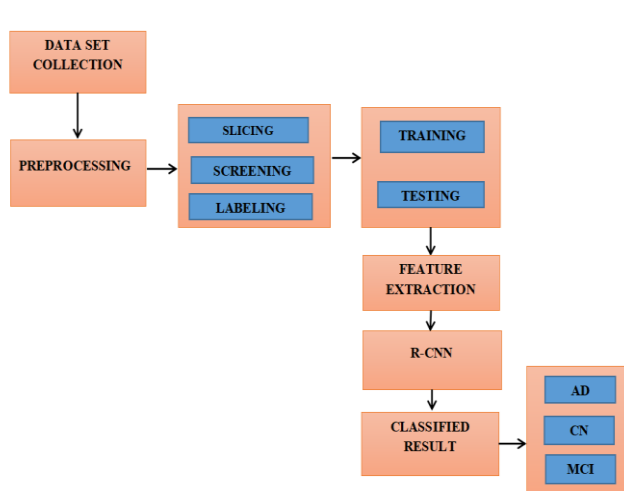 DATA SET
COLLECTION
PREPROCESSING
SLICING
SCREENING
LABELING
TRAINING
TESTING
FEATURE
EXTRACTION
R-CNN
CLASSIFIED
RESULT
AD
CN
MCI